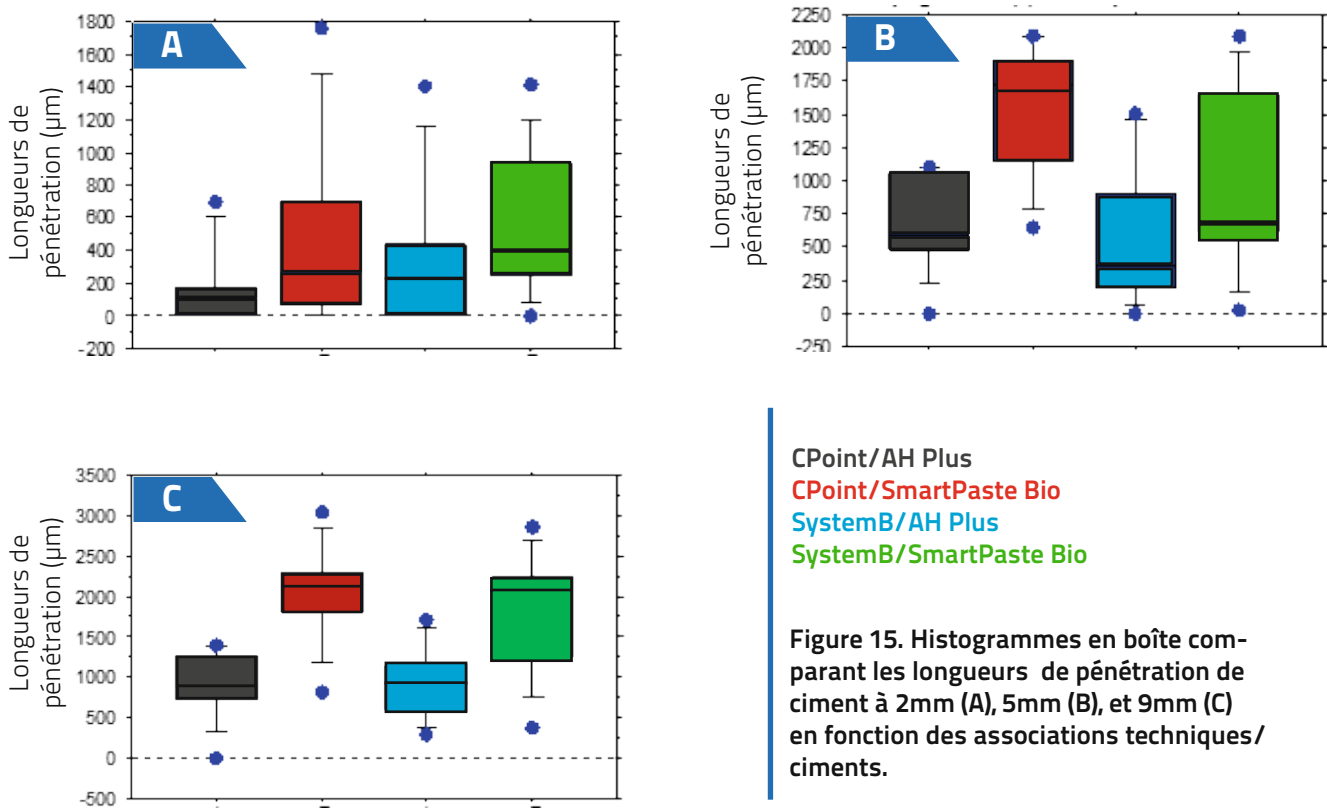 A
Longueurs de
pénétration (µm)
1800
1600
1400
1200
1000
800
600
400
200
0
-200
B
Longueurs de
pénétration (µm)
2250
2000
1750
1500
1250
1000
750
500
250
0
-250
C
Longueurs de
pénétration (µm)
3500
3000
2500
2000
1500
1000
500
0
-500
CPoint/AH Plus
CPoint/SmartPaste Bio
SystemB/AH Plus
SystemB/SmartPaste Bio
Figure 15. Histogrammes en boîte com-
parant les longueurs de pénétration de
ciment à 2mm (A), 5mm (B), et 9mm (C)
en fonction des associations techniques/
ciments.